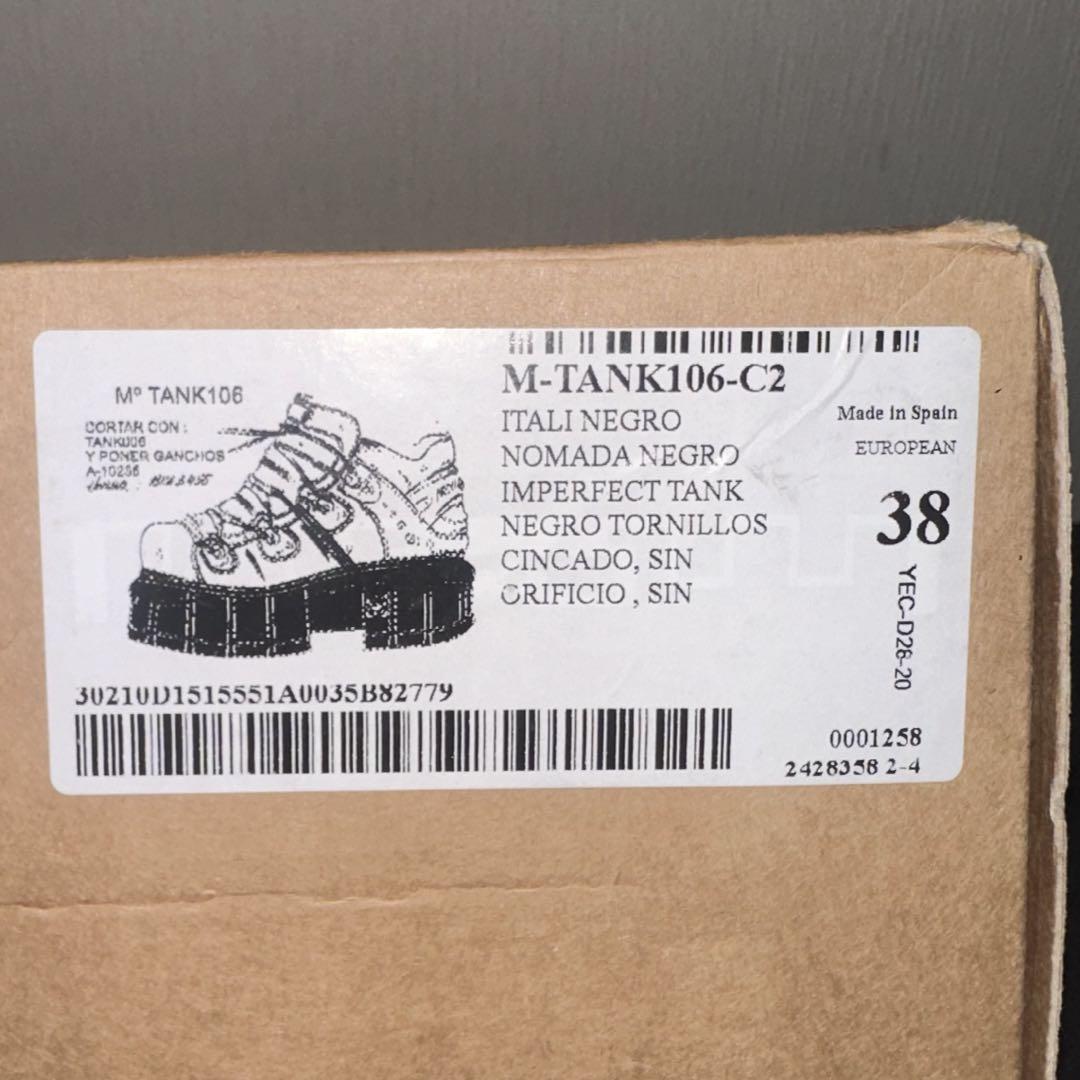 Mº TANK106
CORTAR CON :
TANK006
Y PONER GANCHOS
A-10236
M-TANK106-C2
ITALI NEGRO
NOMADA NEGRO
IMPERFECT TANK
NEGRO TORNILLOS
CINCADO, SIN
ORIFICIO , SIN
Made in Spain
EUROPEAN
38
YEC-D26-20
30210D1515551A0035B82779
0001258
2428358 2-4